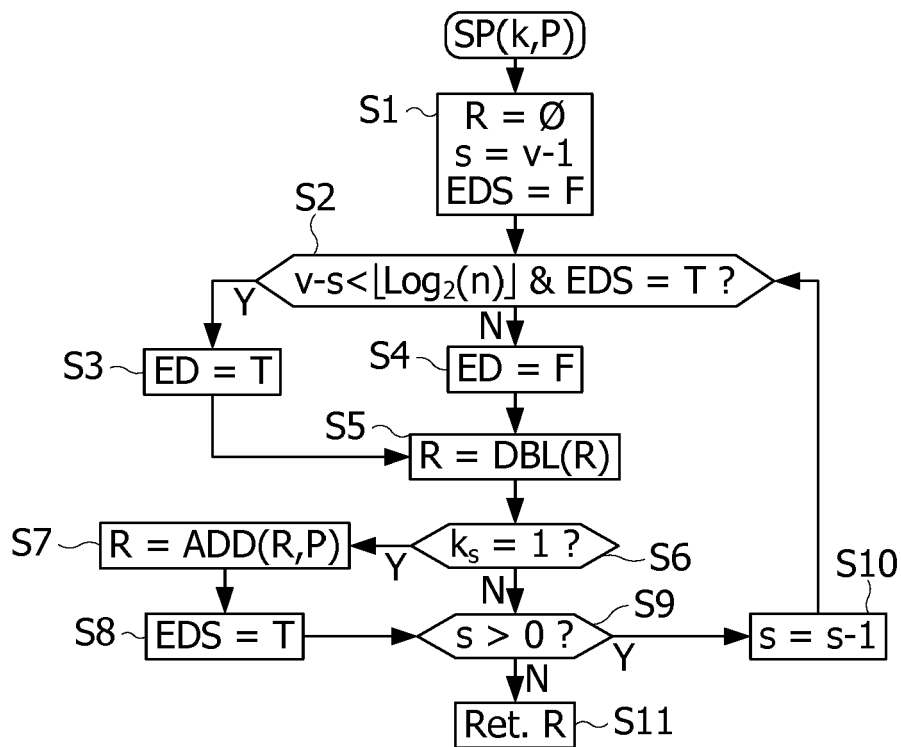 SP(k,P)
S1
R = Ø
s = v-1
EDS = F
S2
v-s<⌊Log₂(n)⌋ & EDS = T ?
Y
N
S3
ED = T
S4
ED = F
S5
R = DBL(R)
S7
R = ADD(R,P)
Y
kₛ = 1 ?
S6
N
S8
EDS = T
s > 0 ?
S9
Y
S10
s = s-1
N
Ret. R
S11